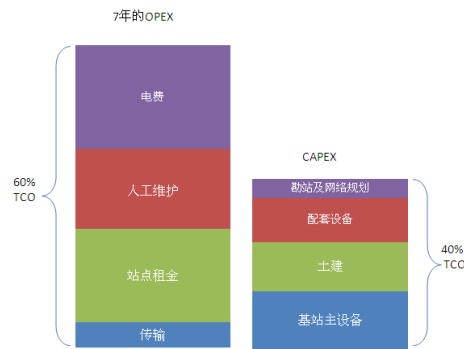 7年的OPEX
电费
人工维护
站点租金
传输
60%
TCO
CAPEX
勘站及网络规划
配套设备
土建
基站主设备
40%
TCO